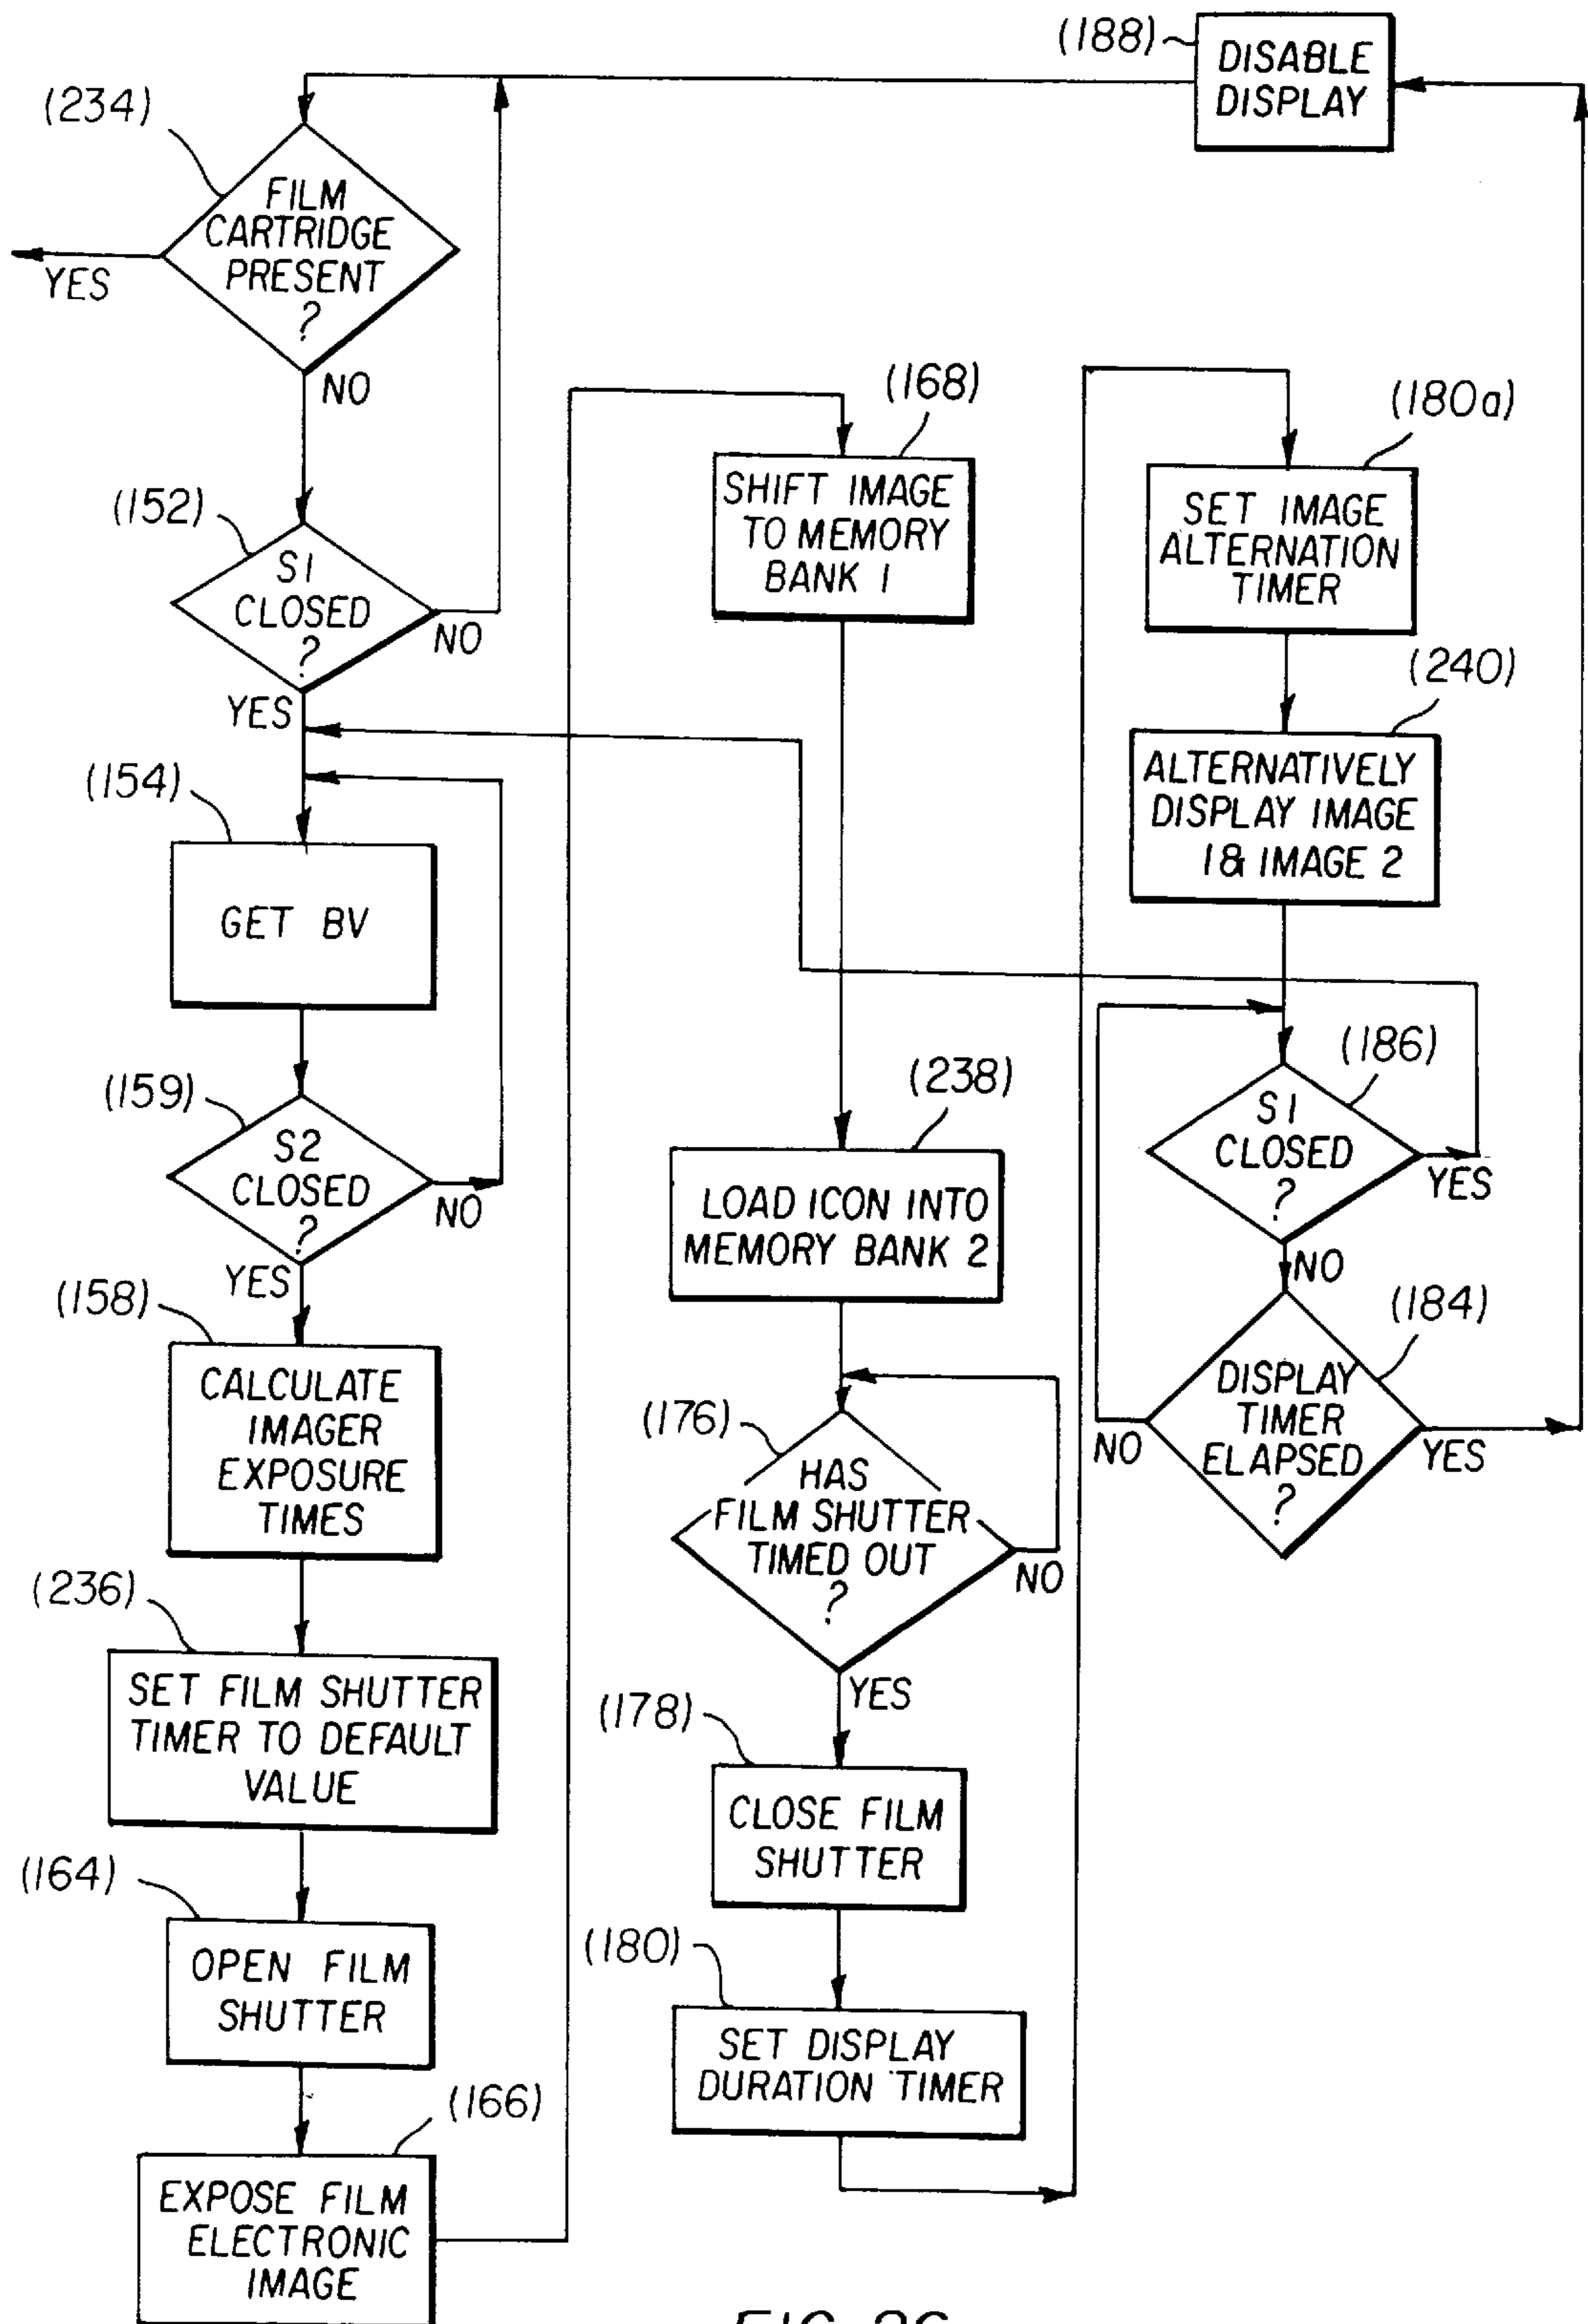 (188)
DISABLE
DISPLAY
(234)
FILM
CARTRIDGE
PRESENT
?
YES
NO
(152)
S1
CLOSED
?
NO
YES
(154)
GET BV
(159)
S2
CLOSED
?
NO
YES
(158)
CALCULATE
IMAGER
EXPOSURE
TIMES
(236)
SET FILM SHUTTER
TIMER TO DEFAULT
VALUE
(164)
OPEN FILM
SHUTTER
(166)
EXPOSE FILM
ELECTRONIC
IMAGE
(168)
SHIFT IMAGE
TO MEMORY
BANK 1
(238)
LOAD ICON INTO
MEMORY BANK 2
(176)
HAS
FILM SHUTTER
TIMED OUT
?
NO
YES
(178)
CLOSE FILM
SHUTTER
(180)
SET DISPLAY
DURATION TIMER
(180a)
SET IMAGE
ALTERNATION
TIMER
(240)
ALTERNATIVELY
DISPLAY IMAGE
1 & IMAGE 2
(186)
S1
CLOSED
?
YES
NO
(184)
DISPLAY
TIMER
ELAPSED
?
NO
YES